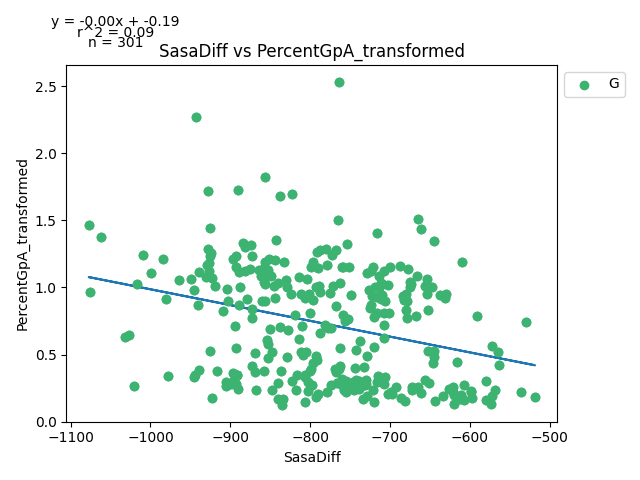 y = -0.00x + -0.19
r^2 = 0.09
n = 301
SasaDiff vs PercentGpA_transformed
G
2.5
2.0
1.5
1.0
0.5
0.0
PercentGpA_transformed
−1100 −1000 −900 −800 −700 −600 −500
SasaDiff